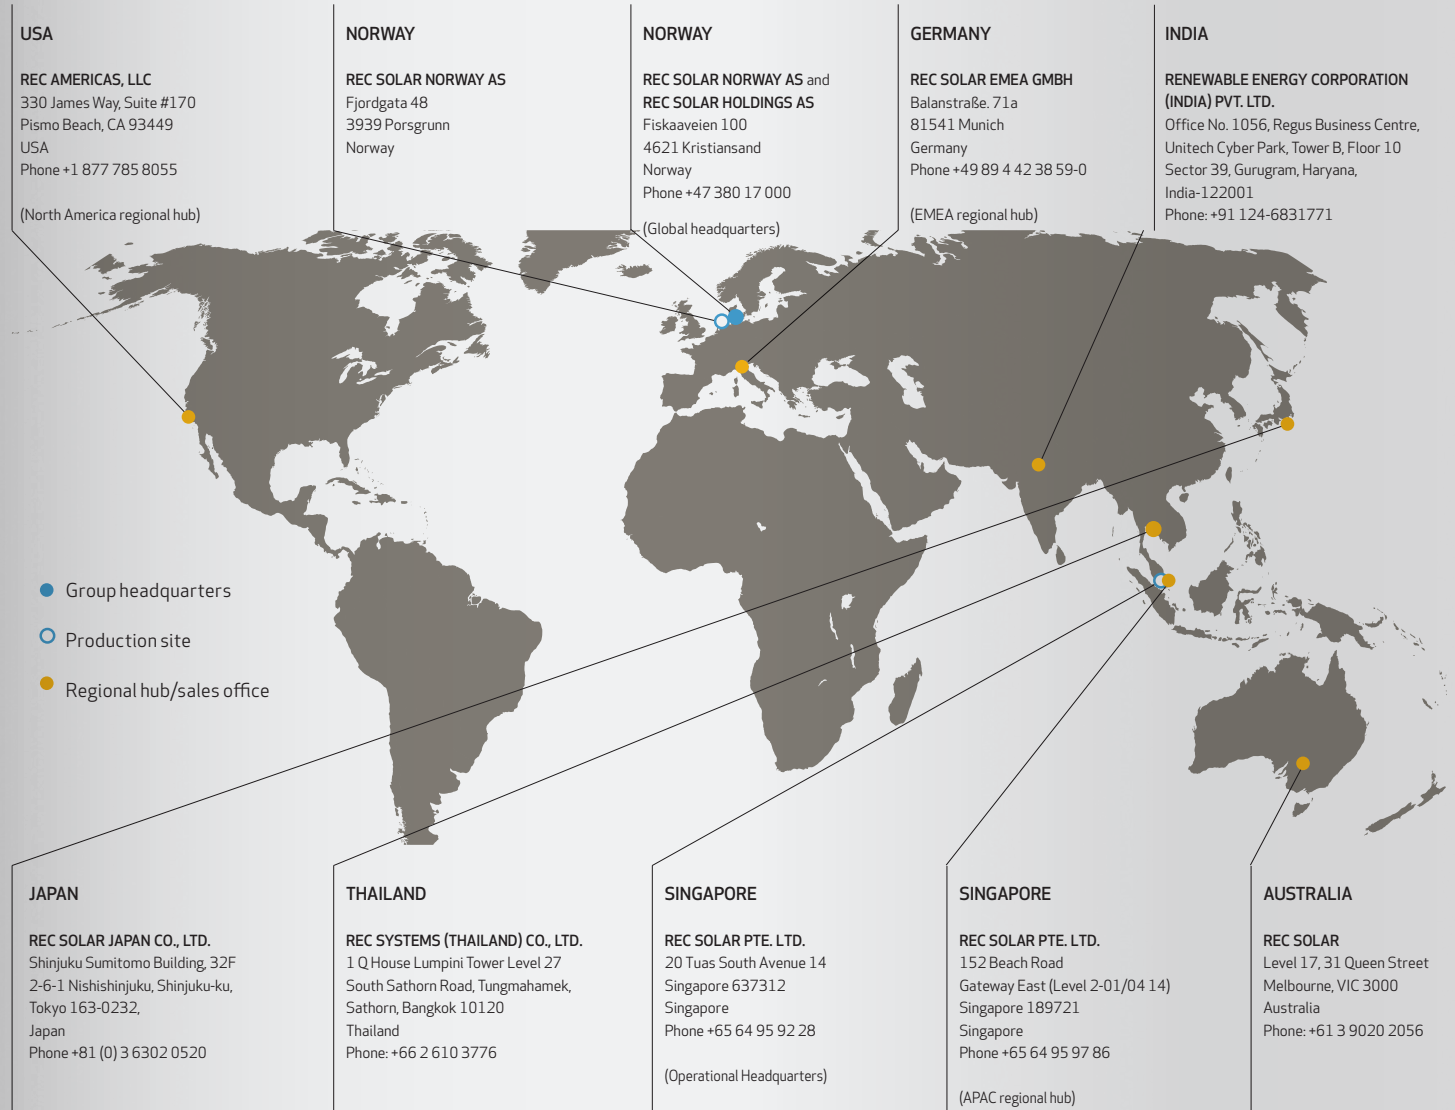 USA
REC AMERICAS, LLC
330 James Way, Suite #170
Pismo Beach, CA 93449
USA
Phone +1 877 785 8055
(North America regional hub)
NORWAY
REC SOLAR NORWAY AS
Fjordgata 48
3939 Porsgrunn
Norway
NORWAY
REC SOLAR NORWAY AS and
REC SOLAR HOLDINGS AS
Fiskaaveien 100
4621 Kristiansand
Norway
Phone +47 380 17 000
(Global headquarters)
GERMANY
REC SOLAR EMEA GMBH
Balanstraße. 71a
81541 Munich
Germany
Phone +49 89 4 42 38 59-0
(EMEA regional hub)
INDIA
RENEWABLE ENERGY CORPORATION
(INDIA) PVT. LTD.
Office No. 1056, Regus Business Centre,
Unitech Cyber Park, Tower B, Floor 10
Sector 39, Gurugram, Haryana,
India-122001
Phone: +91 124-6831771
Group headquarters
Production site
Regional hub/sales office
JAPAN
REC SOLAR JAPAN CO., LTD.
Shinjuku Sumitomo Building, 32F
2-6-1 Nishishinjuku, Shinjuku-ku,
Tokyo 163-0232,
Japan
Phone +81 (0) 3 6302 0520
THAILAND
REC SYSTEMS (THAILAND) CO., LTD.
1 Q House Lumpini Tower Level 27
South Sathorn Road, Tungmahamek,
Sathorn, Bangkok 10120
Thailand
Phone: +66 2 610 3776
SINGAPORE
REC SOLAR PTE. LTD.
20 Tuas South Avenue 14
Singapore 637312
Singapore
Phone +65 64 95 92 28
(Operational Headquarters)
SINGAPORE
REC SOLAR PTE. LTD.
152 Beach Road
Gateway East (Level 2-01/04 14)
Singapore 189721
Singapore
Phone +65 64 95 97 86
(APAC regional hub)
AUSTRALIA
REC SOLAR
Level 17, 31 Queen Street
Melbourne, VIC 3000
Australia
Phone: +61 3 9020 2056